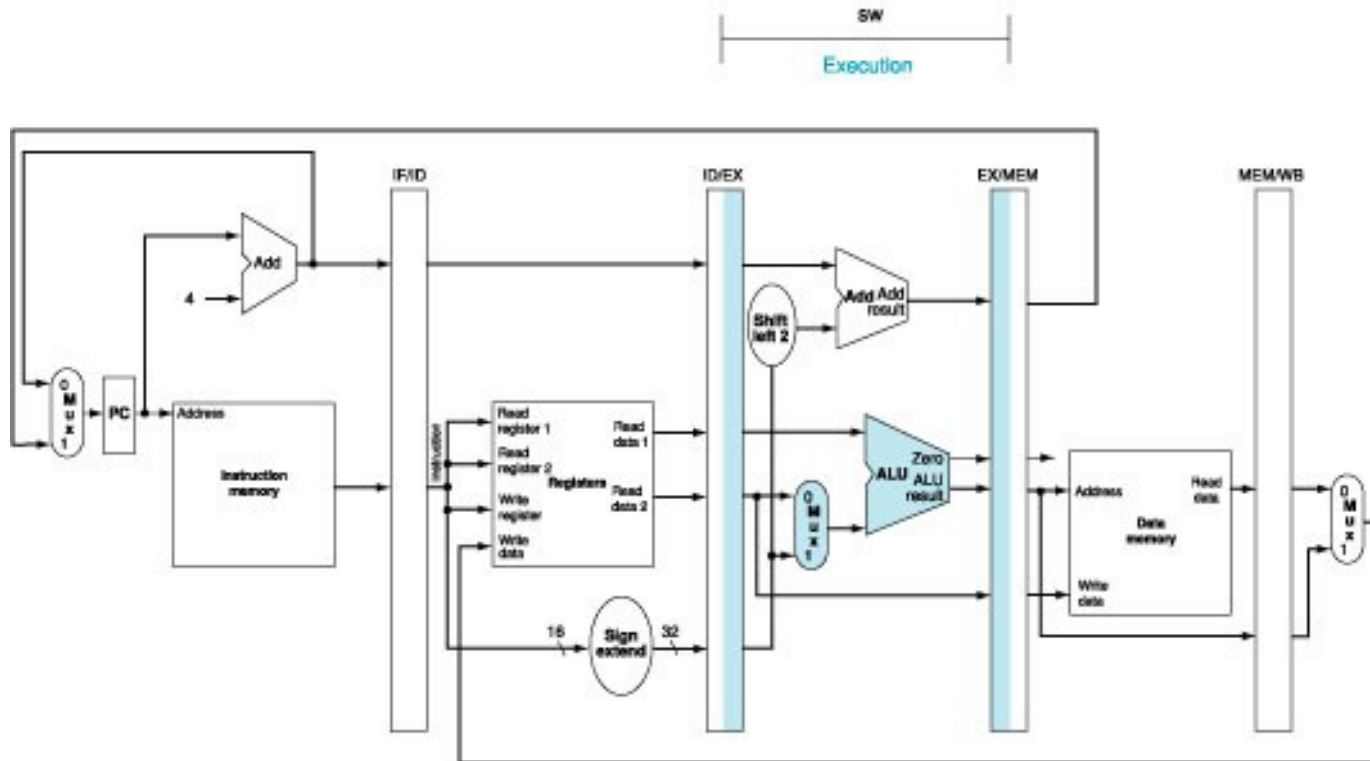 SW
Execution
IF/ID
ID/EX
EX/MEM
MEM/WB
Add
4
Shift
left 2
Add Add
result
0
M
u
x
1
PC
Address
Instruction
memory
Instruction
Read
register 1
Read
register 2
Write
register
Write
data
Registers
Read
data 1
Read
data 2
16
Sign
extend
32
0
M
u
x
1
Zero
ALU ALU
result
Address
Read
data
Data
memory
Write
data
0
M
u
x
1